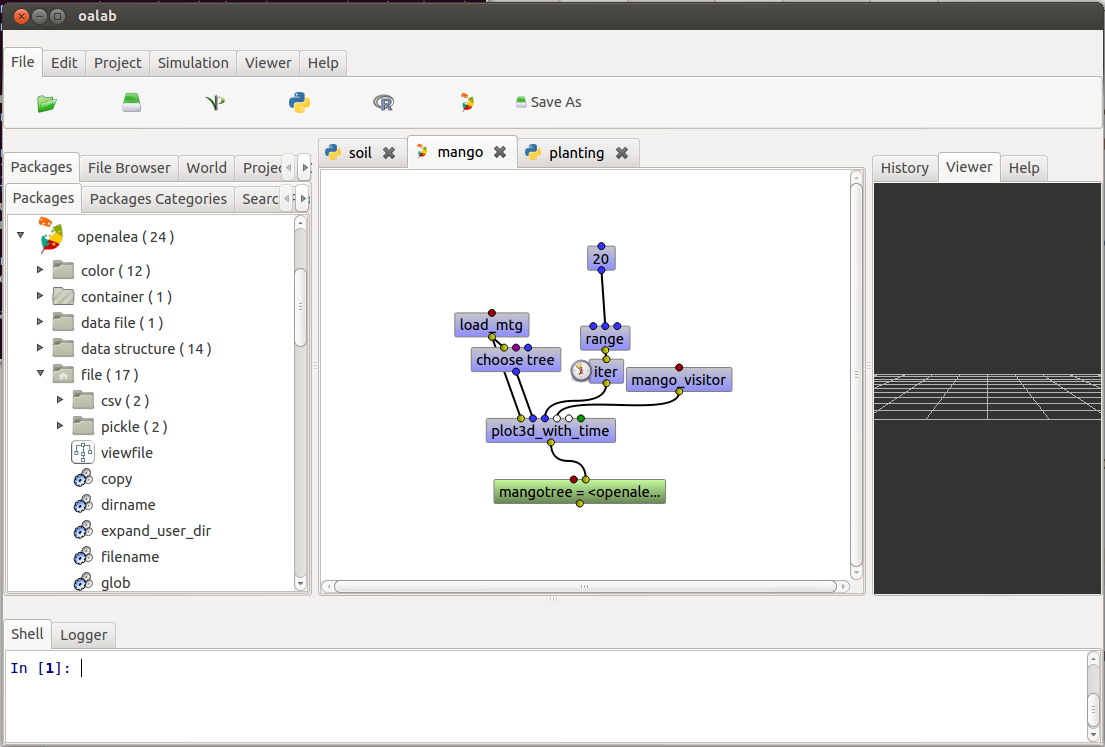 oalab
File Edit Project Simulation Viewer Help
Save As
Packages File Browser World Projec
Packages Packages Categories Searc
openalea ( 24 )
color ( 12 )
container ( 1 )
data file ( 1 )
data structure ( 14 )
file ( 17 )
csv ( 2 )
pickle ( 2 )
viewfile
copy
dirname
expand_user_dir
filename
glob
soil mango planting
20
load_mtg
range
choose tree
iter
mango_visitor
plot3d_with_time
mangotree = <openale...
History Viewer Help
Shell Logger
In [1]: